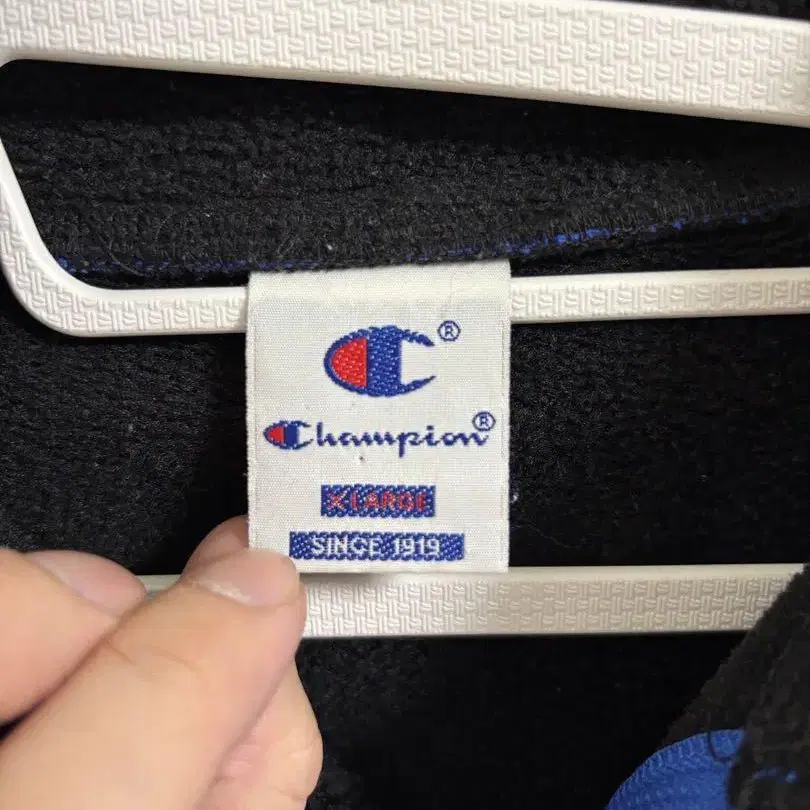 ®
Champion®
X-LARGE
SINCE 1919